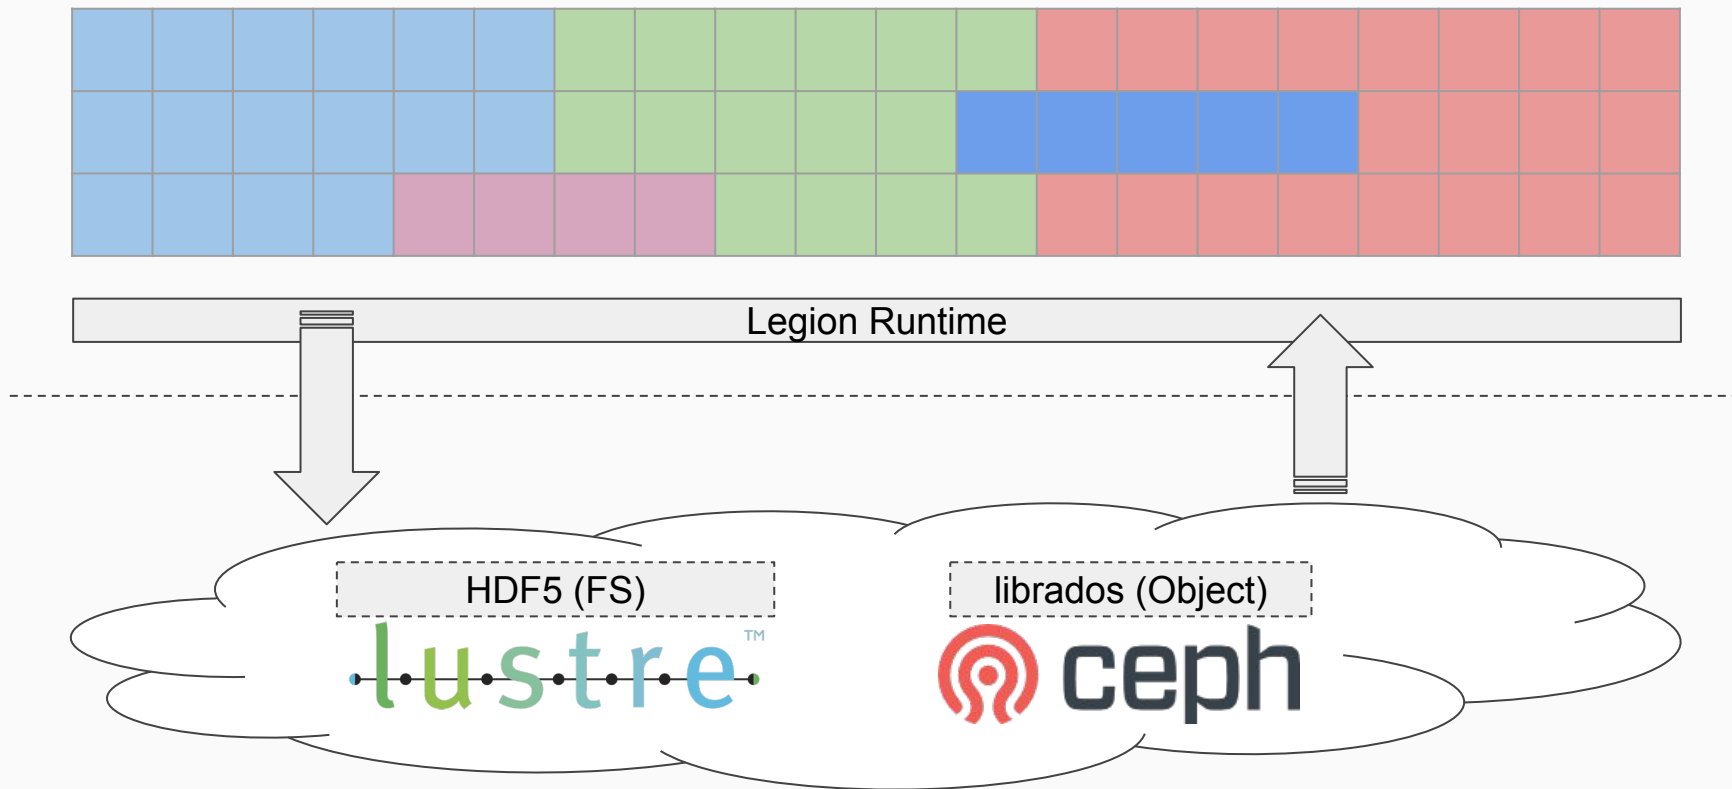 Legion Runtime
HDF5 (FS)
librados (Object)
lustre™
ceph